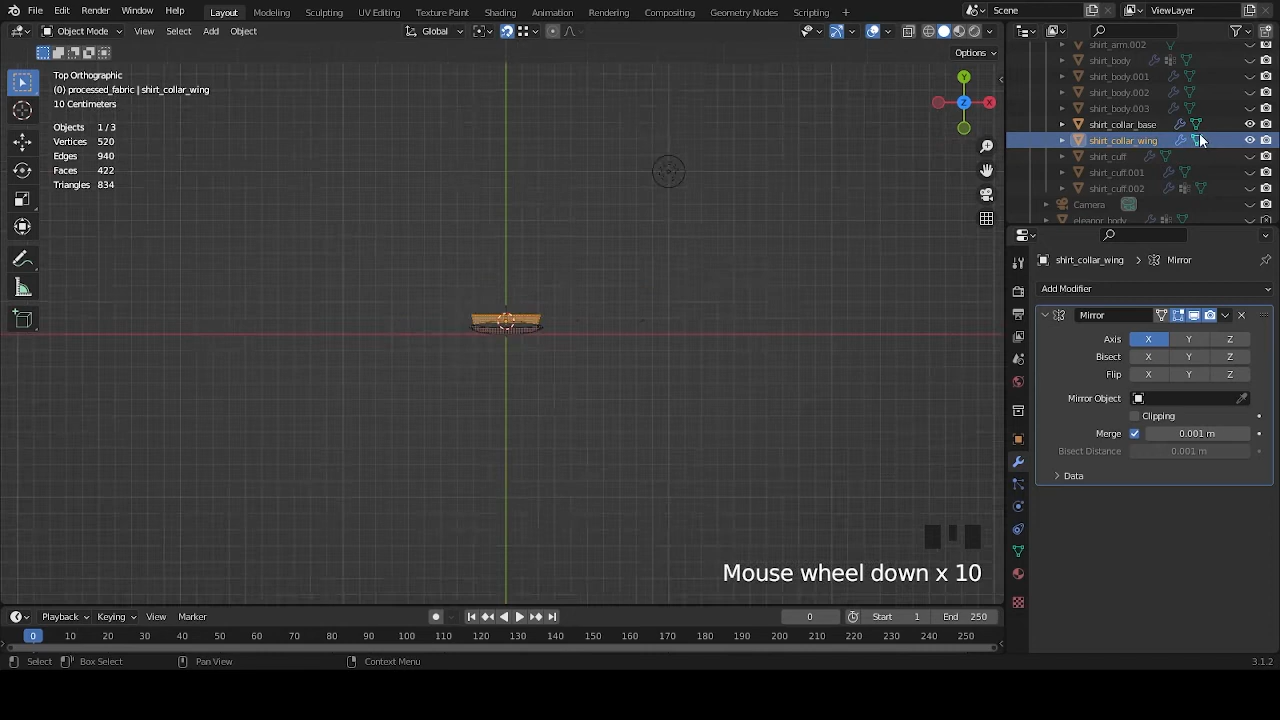 File Edit Render Window Help Layout Modeling Sculpting UV Editing Texture Paint Shading Animation Rendering Compositing Geometry Nodes Scripting + Scene ViewLayer
Object Mode View Select Add Object Global
Options
Top Orthographic
(0) processed_fabric | shirt_collar_wing
10 Centimeters
Objects 1/3
Vertices 520
Edges 940
Faces 422
Triangles 834
Y
Z
X
Mouse wheel down x 10
shirt_arm.002
shirt_body
shirt_body.001
shirt_body.002
shirt_body.003
shirt_collar_base
shirt_collar_wing
shirt_cuff
shirt_cuff.001
shirt_cuff.002
Camera
eleanor_body
shirt_collar_wing > Mirror
Add Modifier
Mirror
Axis X Y Z
Bisect X Y Z
Flip X Y Z
Mirror Object
Clipping
Merge 0.001 m
Bisect Distance 0.001 m
Data
Playback Keying View Marker 0 Start 1 End 250
0 10 20 30 40 50 60 70 80 90 100 110 120 130 140 150 160 170 180 190 200 210 220 230 240 250
Select Box Select Pan View Context Menu 3.1.2